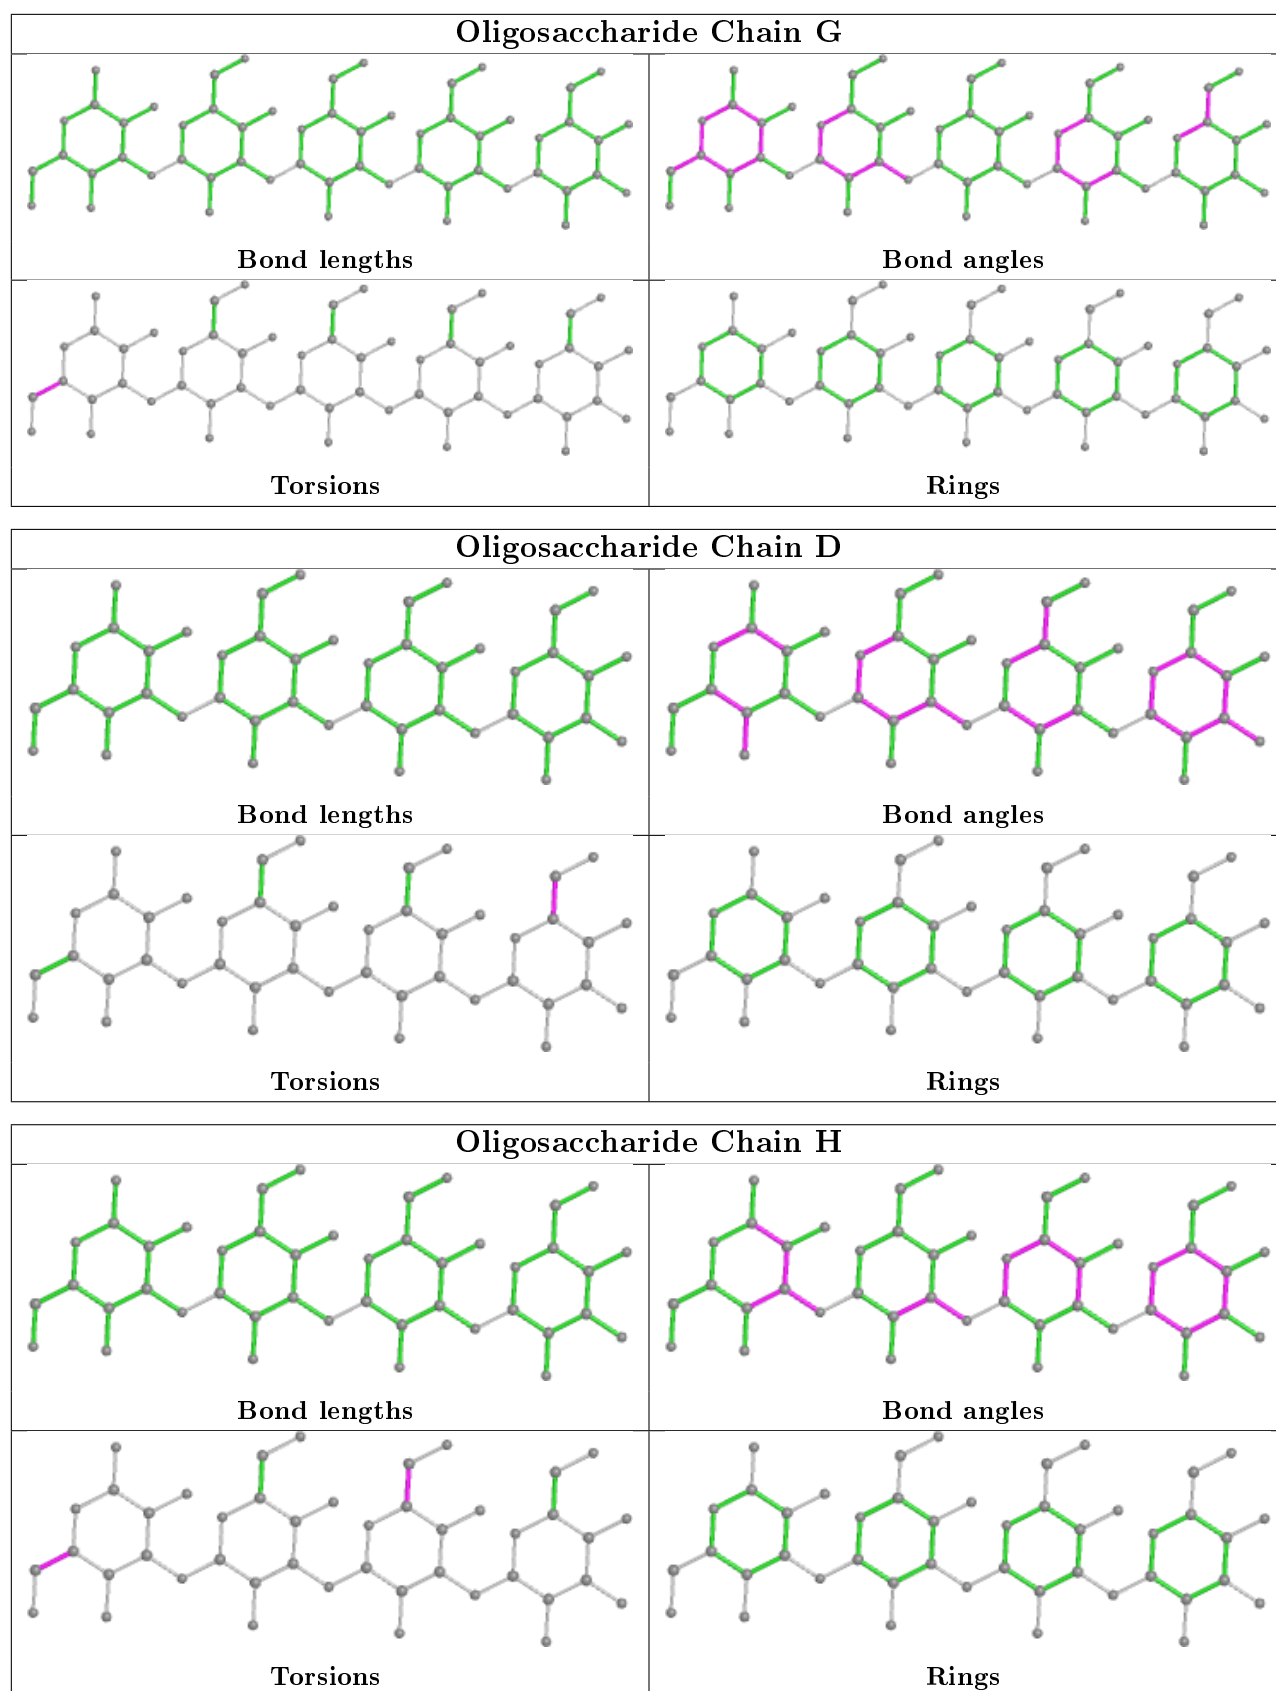 Oligosaccharide Chain G
Bond lengths
Bond angles
Torsions
Rings
Oligosaccharide Chain D
Bond lengths
Bond angles
Torsions
Rings
Oligosaccharide Chain H
Bond lengths
Bond angles
Torsions
Rings